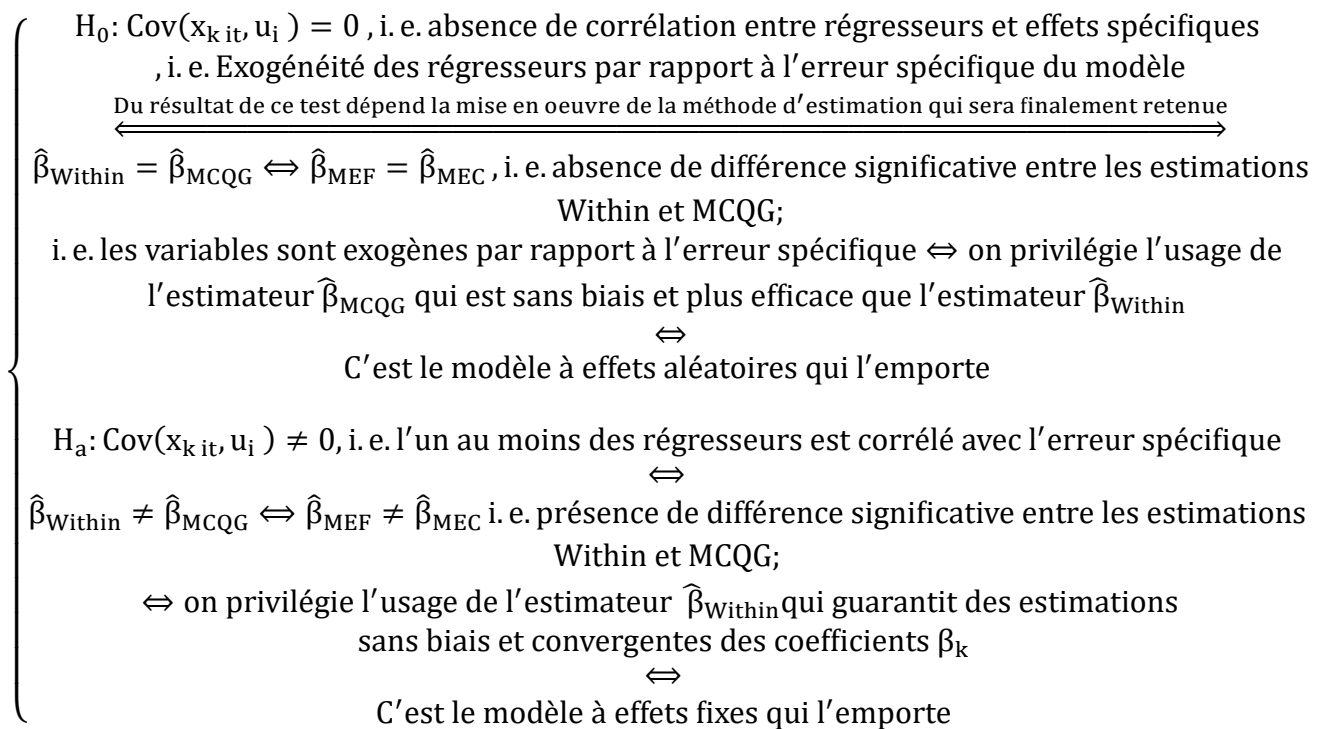 H₀: Cov(xₖ ᵢₜ, uᵢ ) = 0 , i. e. absence de corrélation entre régresseurs et effets spécifiques
, i. e. Exogénéité des régresseurs par rapport à l′erreur spécifique du modèle
Du résultat de ce test dépend la mise en oeuvre de la méthode d′estimation qui sera finalement retenue
⟺
β̂_Within = β̂_MCQG ⇔ β̂_MEF = β̂_MEC , i. e. absence de différence significative entre les estimations
Within et MCQG;
i. e. les variables sont exogènes par rapport à l′erreur spécifique ⇔ on privilégie l′usage de
l′estimateur β̂_MCQG qui est sans biais et plus efficace que l′estimateur β̂_Within
⇔
C′est le modèle à effets aléatoires qui l′emporte
Hₐ: Cov(xₖ ᵢₜ, uᵢ ) ≠ 0, i. e. l′un au moins des régresseurs est corrélé avec l′erreur spécifique
⇔
β̂_Within ≠ β̂_MCQG ⇔ β̂_MEF ≠ β̂_MEC i. e. présence de différence significative entre les estimations
Within et MCQG;
⇔ on privilégie l′usage de l′estimateur β̂_Within qui guarantit des estimations
sans biais et convergentes des coefficients βₖ
⇔
C′est le modèle à effets fixes qui l′emporte